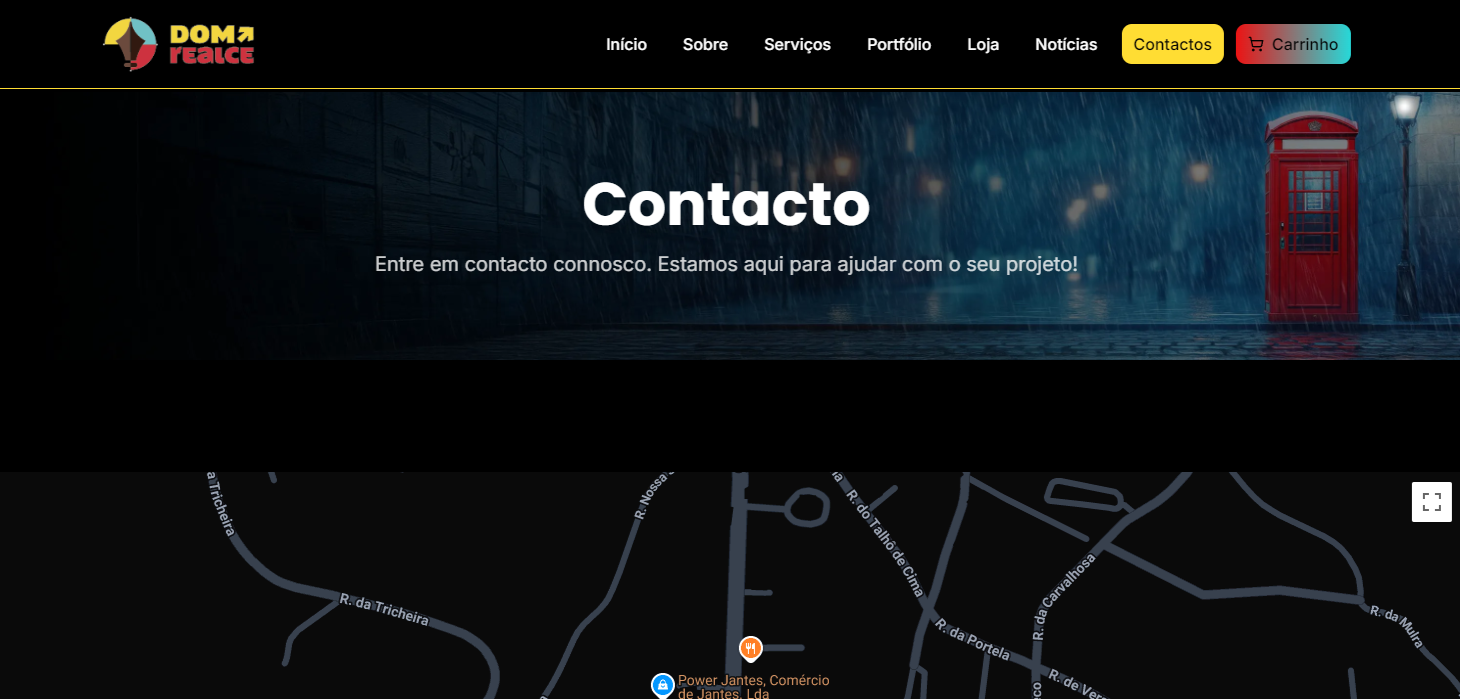 DOM
realce
Início
Sobre
Serviços
Portfólio
Loja
Notícias
Contactos
Carrinho
Contacto
Entre em contacto connosco. Estamos aqui para ajudar com o seu projeto!
a Tricheira
R. da Tricheira
R. Nossa
R. do Talhô de Cima
R. da Portela
R. da Carvalhosa
R. da Mulra
R. de Ver
Power Jantes, Comércio
de Jantes, Lda